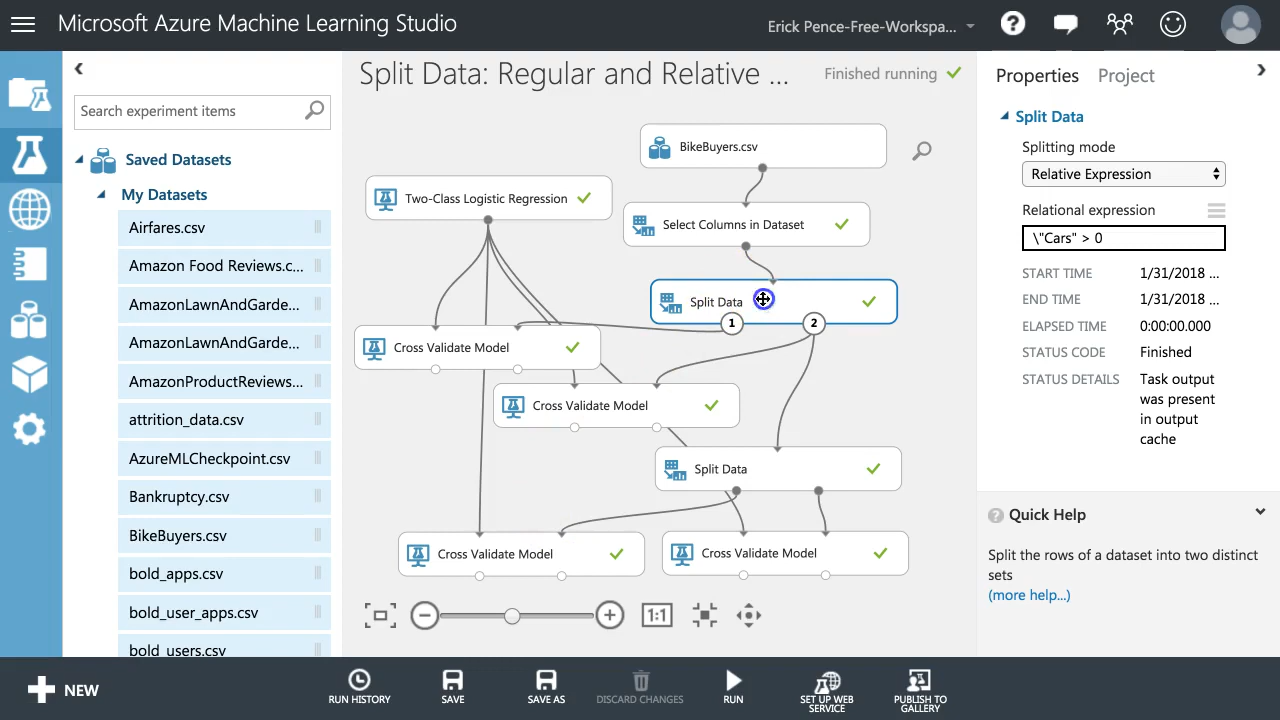 Microsoft Azure Machine Learning Studio
Erick Pence-Free-Workspa...
?
Search experiment items
Saved Datasets
My Datasets
Airfares.csv
Amazon Food Reviews.c...
AmazonLawnAndGarde...
AmazonLawnAndGarde...
AmazonProductReviews...
attrition_data.csv
AzureMLCheckpoint.csv
Bankruptcy.csv
BikeBuyers.csv
bold_apps.csv
bold_user_apps.csv
bold_users.csv
Split Data: Regular and Relative ...
Finished running
BikeBuyers.csv
Two-Class Logistic Regression
Select Columns in Dataset
Split Data
1
2
Cross Validate Model
Cross Validate Model
Split Data
Cross Validate Model
Cross Validate Model
1:1
Properties
Project
Split Data
Splitting mode
Relative Expression
Relational expression
\"Cars" > 0
START TIME 1/31/2018 ...
END TIME 1/31/2018 ...
ELAPSED TIME 0:00:00.000
STATUS CODE Finished
STATUS DETAILS Task output
was present
in output
cache
? Quick Help
Split the rows of a dataset into two distinct
sets
(more help...)
NEW
RUN HISTORY
SAVE
SAVE AS
DISCARD CHANGES
RUN
SET UP WEB
SERVICE
PUBLISH TO
GALLERY